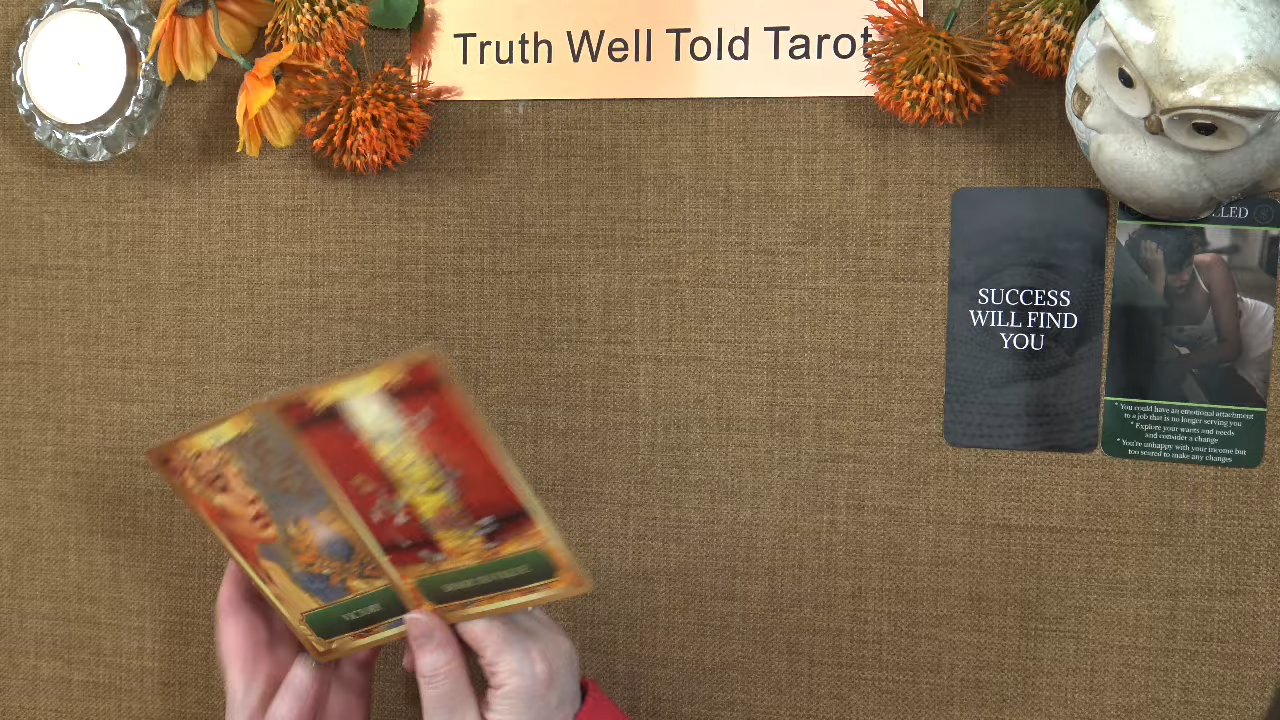 Truth Well Told Tarot
SUCCESS
WILL FIND
YOU
* You could have an emotional attachment
to a job that is no longer serving you
* Explore your wants and needs
and consider a change
* You're unhappy with your income but
too scared to make any changes
VICTORY